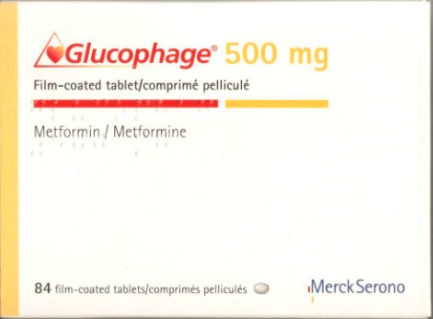 Glucophage® 500 mg
Film-coated tablet/comprimé pelliculé
Metformin / Metformine
84 film-coated tablets/comprimés pelliculés
MerckSerono